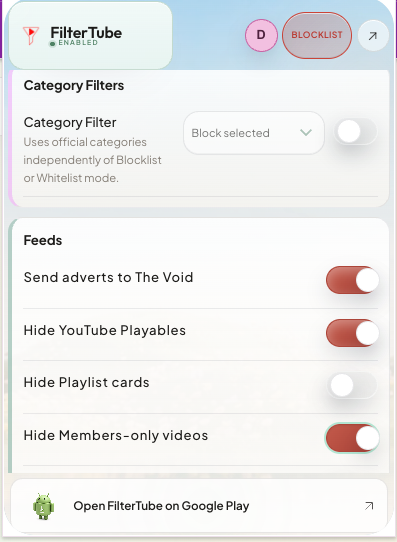 FilterTube
ENABLED
D
BLOCKLIST
Category Filters
Category Filter
Block selected
Uses official categories
independently of Blocklist
or Whitelist mode.
Feeds
Send adverts to The Void
Hide YouTube Playables
Hide Playlist cards
Hide Members-only videos
Open FilterTube on Google Play